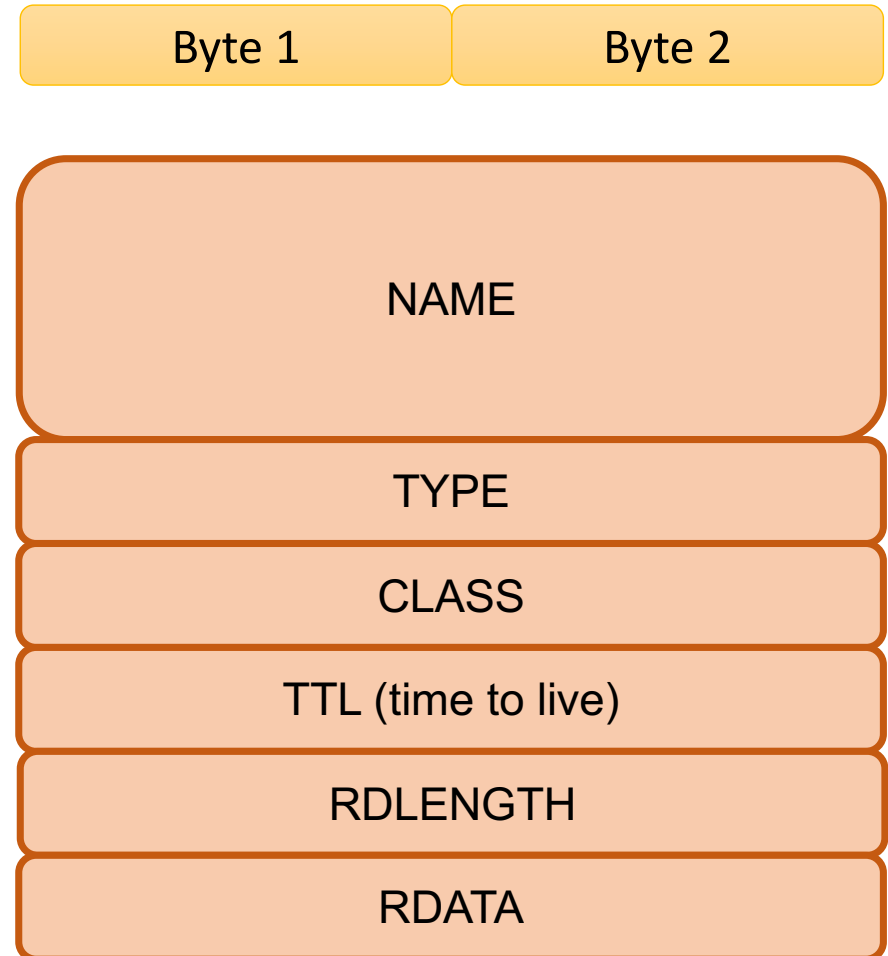 Byte 1 Byte 2
NAME
TYPE
CLASS
TTL (time to live)
RDLENGTH
RDATA